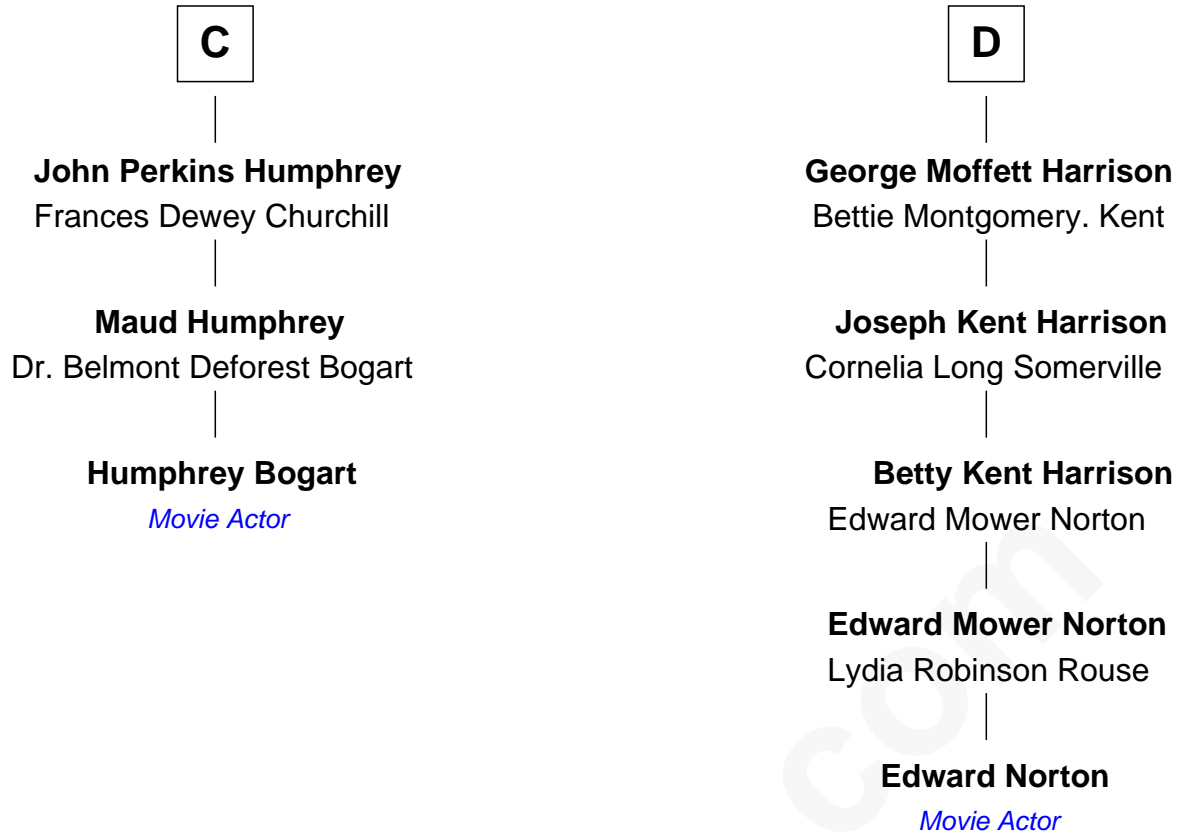 C
John Perkins Humphrey
Frances Dewey Churchill
Maud Humphrey
Dr. Belmont Deforest Bogart
Humphrey Bogart
Movie Actor
D
George Moffett Harrison
Bettie Montgomery. Kent
Joseph Kent Harrison
Cornelia Long Somerville
Betty Kent Harrison
Edward Mower Norton
Edward Mower Norton
Lydia Robinson Rouse
Edward Norton
Movie Actor
com